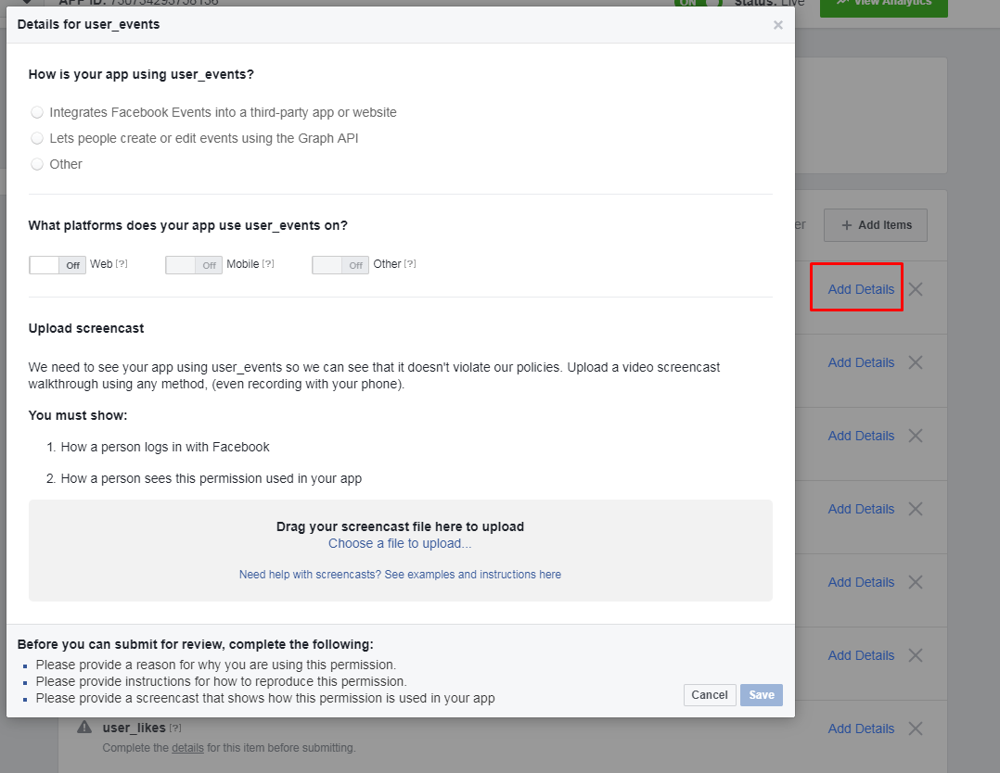 Status: Live
View Analytics
ON
Details for user_events
×
How is your app using user_events?
Integrates Facebook Events into a third-party app or website
Lets people create or edit events using the Graph API
Other
What platforms does your app use user_events on?
Off Web [?]
Off Mobile [?]
Off Other [?]
Upload screencast
We need to see your app using user_events so we can see that it doesn't violate our policies. Upload a video screencast
walkthrough using any method, (even recording with your phone).
You must show:
1. How a person logs in with Facebook
2. How a person sees this permission used in your app
Drag your screencast file here to upload
Choose a file to upload...
Need help with screencasts? See examples and instructions here
Before you can submit for review, complete the following:
Please provide a reason for why you are using this permission.
Please provide instructions for how to reproduce this permission.
Please provide a screencast that shows how this permission is used in your app
Cancel
Save
er
+ Add Items
Add Details
Add Details
Add Details
Add Details
Add Details
Add Details
user_likes [?]
Complete the details for this item before submitting.
Add Details